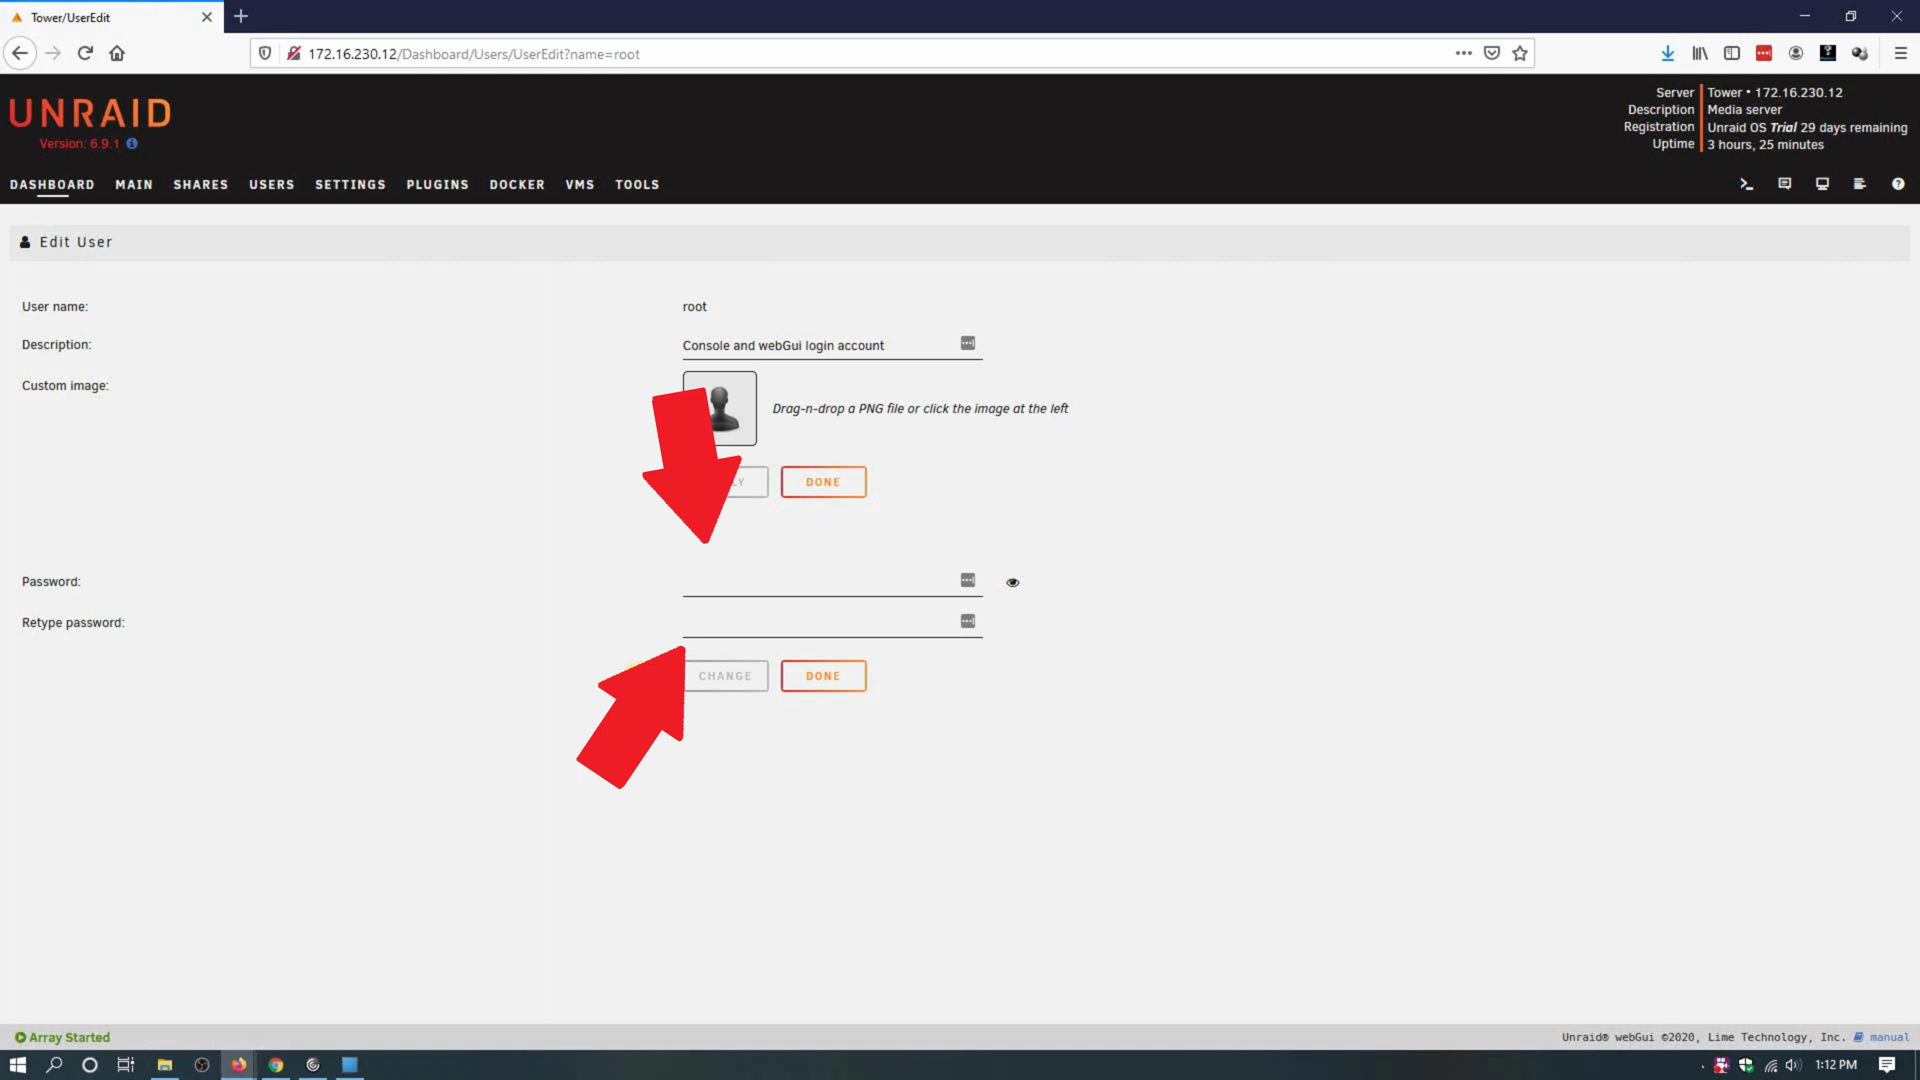 Tower/UserEdit
172.16.230.12/Dashboard/Users/UserEdit?name=root
UNRAID
Version: 6.9.1
Server Tower • 172.16.230.12
Description Media server
Registration Unraid OS Trial 29 days remaining
Uptime 3 hours, 25 minutes
DASHBOARD MAIN SHARES USERS SETTINGS PLUGINS DOCKER VMS TOOLS
Edit User
User name: root
Description: Console and webGui login account
Custom image: Drag-n-drop a PNG file or click the image at the left
DONE
Password:
Retype password:
CHANGE DONE
Array Started
Unraid® webGui ©2020, Lime Technology, Inc. manual
1:12 PM